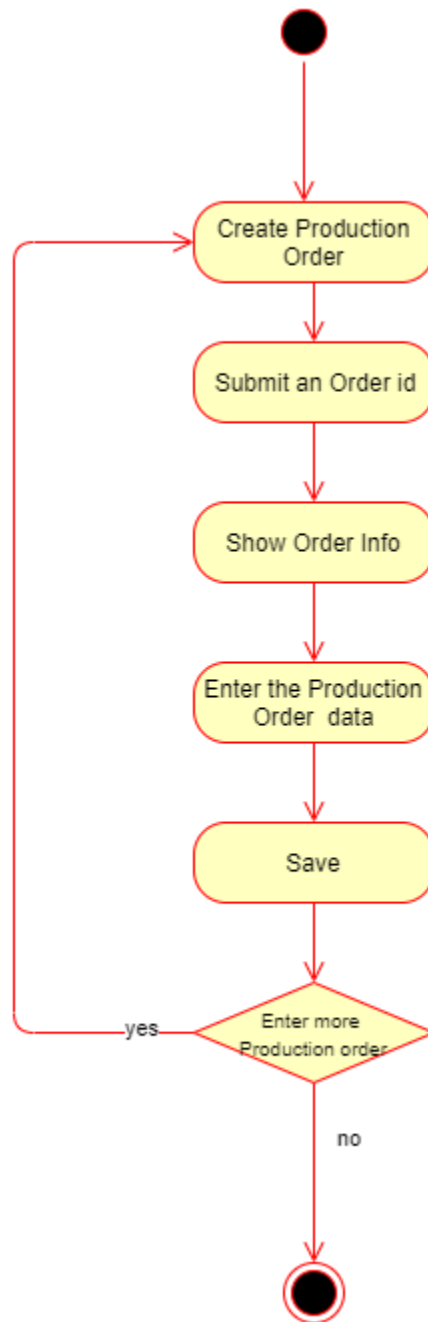 Create Production
Order
Submit an Order id
Show Order Info
Enter the Production
Order  data
Save
Enter more
Production order
yes
no